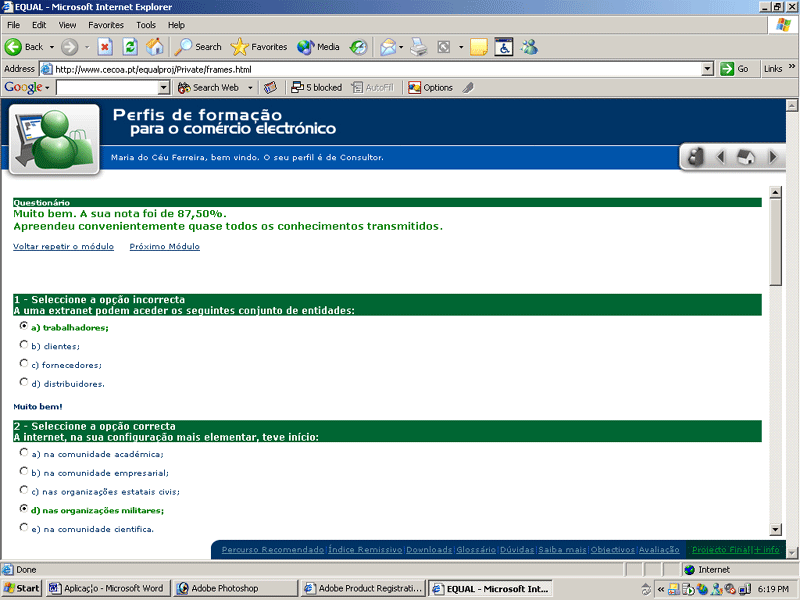 EQUAL - Microsoft Internet Explorer
File Edit View Favorites Tools Help
Back Search Favorites Media
Address http://www.cecoa.pt/equalproj/Private/frames.html Go Links »
Google Search Web 5 blocked AutoFill Options
Perfis de formação
para o comércio electrónico
Maria do Céu Ferreira, bem vindo. O seu perfil é de Consultor.
Questionário
Muito bem. A sua nota foi de 87,50%.
Apreendeu convenientemente quase todos os conhecimentos transmitidos.
Voltar repetir o módulo Próximo Módulo
1 - Seleccione a opção incorrecta
A uma extranet podem aceder os seguintes conjunto de entidades:
a) trabalhadores;
b) clientes;
c) fornecedores;
d) distribuidores.
Muito bem!
2 - Seleccione a opção correcta
A internet, na sua configuração mais elementar, teve início:
a) na comunidade académica;
b) na comunidade empresarial;
c) nas organizações estatais civis;
d) nas organizações militares;
e) na comunidade cientifica.
Percurso Recomendado | Índice Remissivo | Downloads | Glossário | Dúvidas | Saiba mais | Objectivos | Avaliação Projecto Final | + info
Done Internet
Start Aplicaç¦o - Microsoft Word Adobe Photoshop Adobe Product Registrati... EQUAL - Microsoft Int... « 6:19 PM